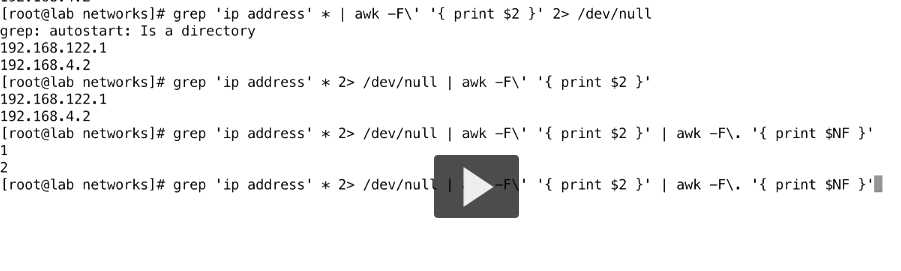 [root@lab networks]# grep 'ip address' * | awk -F\' '{ print $2 }' 2> /dev/null
grep: autostart: Is a directory
192.168.122.1
192.168.4.2
[root@lab networks]# grep 'ip address' * 2> /dev/null | awk -F\' '{ print $2 }'
192.168.122.1
192.168.4.2
[root@lab networks]# grep 'ip address' * 2> /dev/null | awk -F\' '{ print $2 }' | awk -F\. '{ print $NF }'
1
2
[root@lab networks]# grep 'ip address' * 2> /dev/null | -F\' '{ print $2 }' | awk -F\. '{ print $NF }'